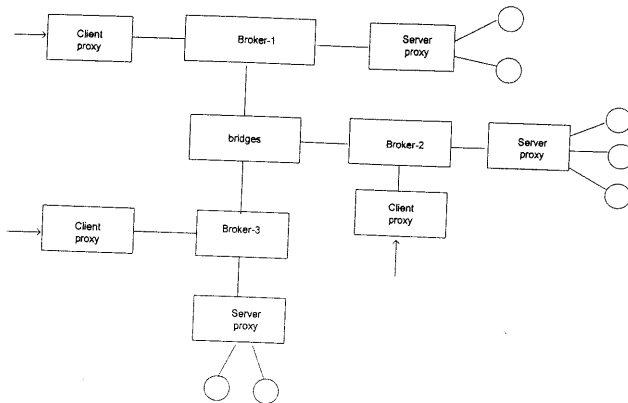 Client
proxy
Broker-1
Server
proxy
bridges
Broker-2
Server
proxy
Client
proxy
Client
proxy
Broker-3
Server
proxy